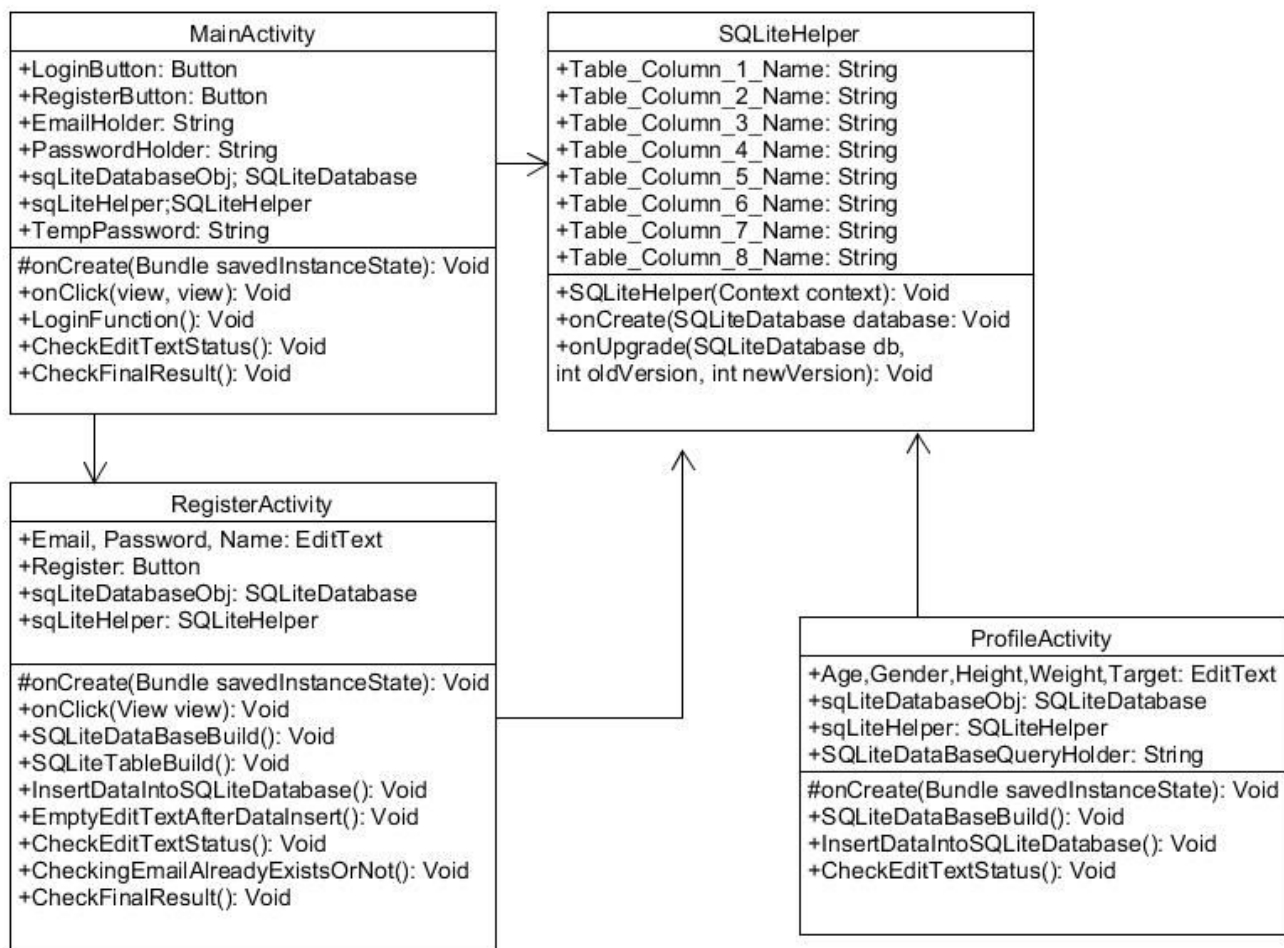 MainActivity
+LoginButton: Button
+RegisterButton: Button
+EmailHolder: String
+PasswordHolder: String
+sqLiteDatabaseObj; SQLiteDatabase
+sqLiteHelper;SQLiteHelper
+TempPassword: String
#onCreate(Bundle savedInstanceState): Void
+onClick(view, view): Void
+LoginFunction(): Void
+CheckEditTextStatus(): Void
+CheckFinalResult(): Void
SQLiteHelper
+Table_Column_1_Name: String
+Table_Column_2_Name: String
+Table_Column_3_Name: String
+Table_Column_4_Name: String
+Table_Column_5_Name: String
+Table_Column_6_Name: String
+Table_Column_7_Name: String
+Table_Column_8_Name: String
+SQLiteHelper(Context context): Void
+onCreate(SQLiteDatabase database: Void
+onUpgrade(SQLiteDatabase db,
int oldVersion, int newVersion): Void
RegisterActivity
+Email, Password, Name: EditText
+Register: Button
+sqLiteDatabaseObj: SQLiteDatabase
+sqLiteHelper: SQLiteHelper
#onCreate(Bundle savedInstanceState): Void
+onClick(View view): Void
+SQLiteDataBaseBuild(): Void
+SQLiteTableBuild(): Void
+InsertDataIntoSQLiteDatabase(): Void
+EmptyEditTextAfterDataInsert(): Void
+CheckEditTextStatus(): Void
+CheckingEmailAlreadyExistsOrNot(): Void
+CheckFinalResult(): Void
ProfileActivity
+Age,Gender,Height,Weight,Target: EditText
+sqLiteDatabaseObj: SQLiteDatabase
+sqLiteHelper: SQLiteHelper
+SQLiteDataBaseQueryHolder: String
#onCreate(Bundle savedInstanceState): Void
+SQLiteDataBaseBuild(): Void
+InsertDataIntoSQLiteDatabase(): Void
+CheckEditTextStatus(): Void